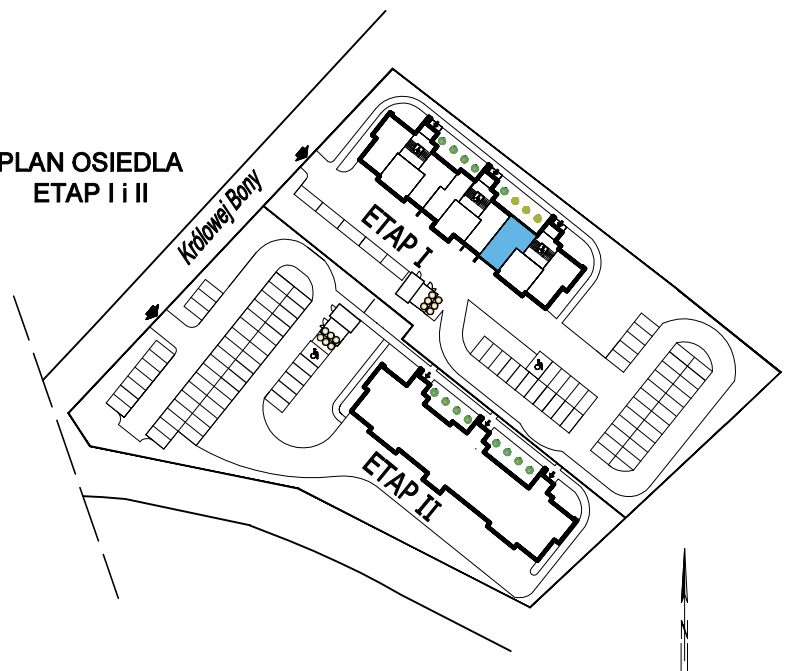 PLAN OSIEDLA
ETAP I i II
Królowej Bony
ETAP I
ETAP II
N